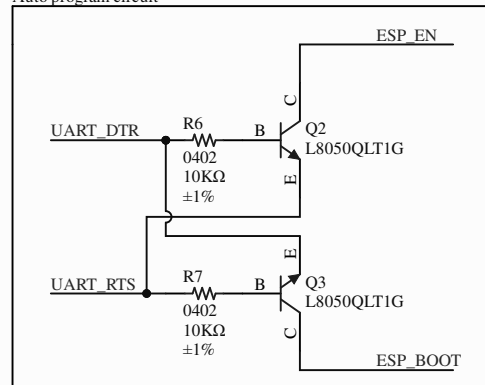 Auto program circuit
ESP_EN
C
UART_DTR
R6
B
Q2
0402
L8050QLT1G
10KΩ
±1%
E
E
UART_RTS
R7
B
Q3
0402
L8050QLT1G
10KΩ
±1%
C
ESP_BOOT